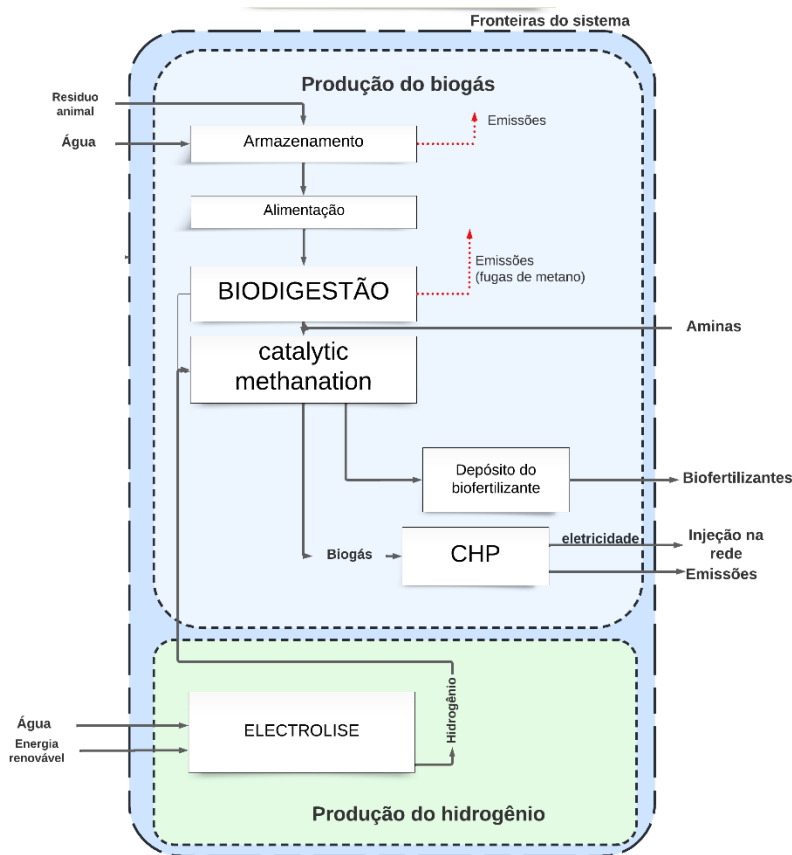 Fronteiras do sistema
Produção do biogás
Residuo
animal
Emissões
Água
Armazenamento
Alimentação
Emissões
(fugas de metano)
BIODIGESTÃO
Aminas
catalytic
methanation
Depósito do
biofertilizante
Biofertilizantes
eletricidade
Injeção na
rede
Biogás
CHP
Emissões
Hidrogênio
Água
ELECTROLISE
Energia
renovável
Produção do hidrogênio